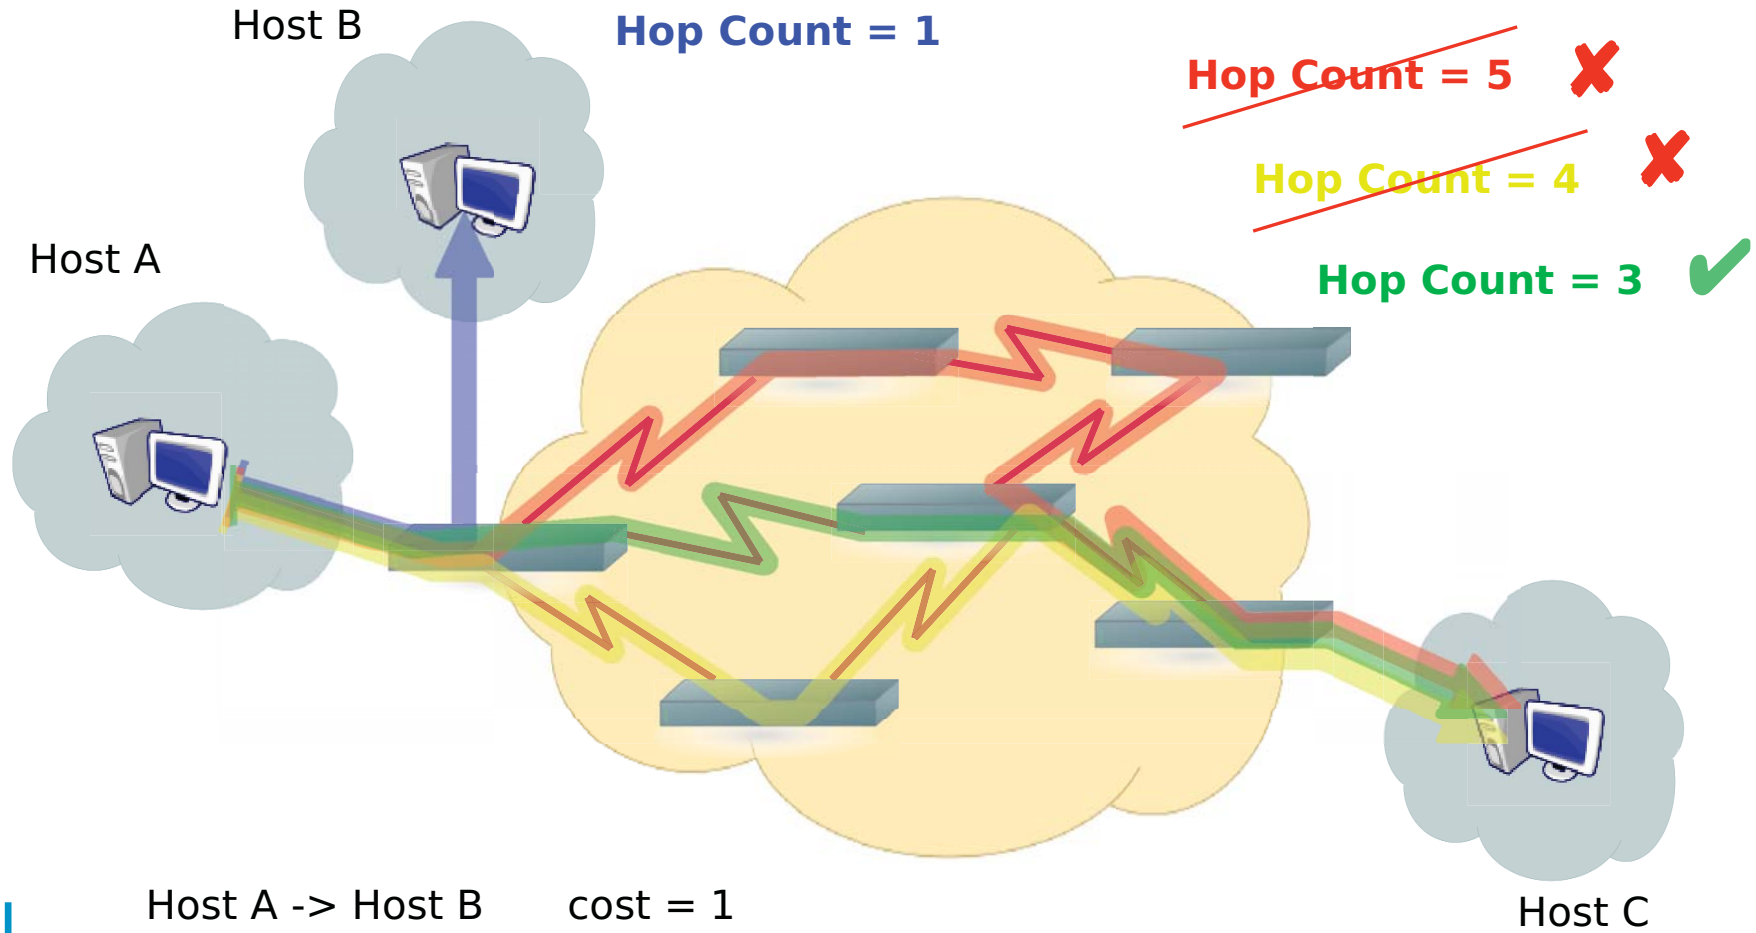 Host B
Hop Count = 1
Hop Count = 5
Hop Count = 4
Host A
Hop Count = 3
Host A -> Host B cost = 1
Host C